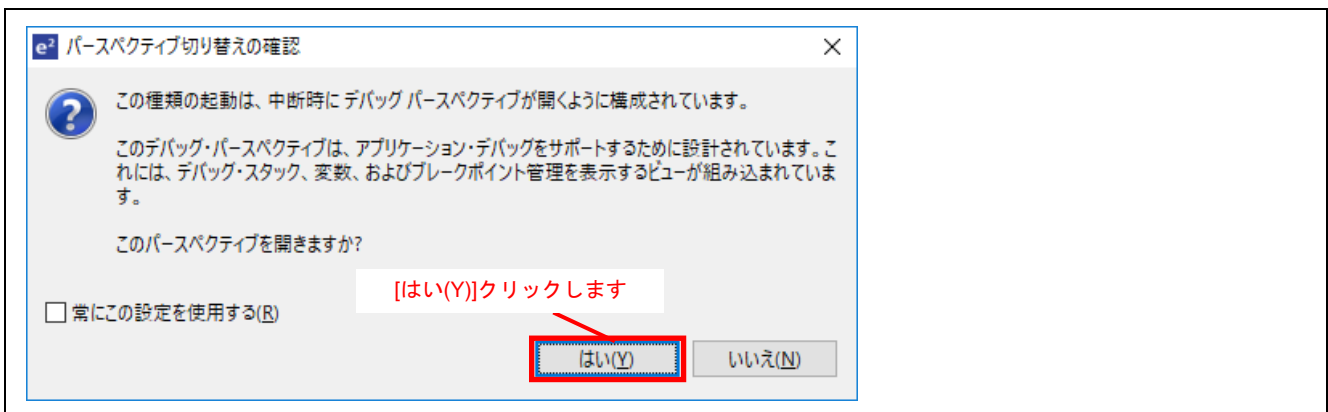 e² パースペクティブ切り替えの確認
この種類の起動は、中断時に デバッグ パースペクティブが開くように構成されています。
このデバッグ・パースペクティブは、アプリケーション・デバッグをサポートするために設計されています。こ
れには、デバッグ・スタック、変数、およびブレークポイント管理を表示するビューが組み込まれていま
す。
このパースペクティブを開きますか?
[はい(Y)]クリックします
常にこの設定を使用する(R)
はい(Y) いいえ(N)